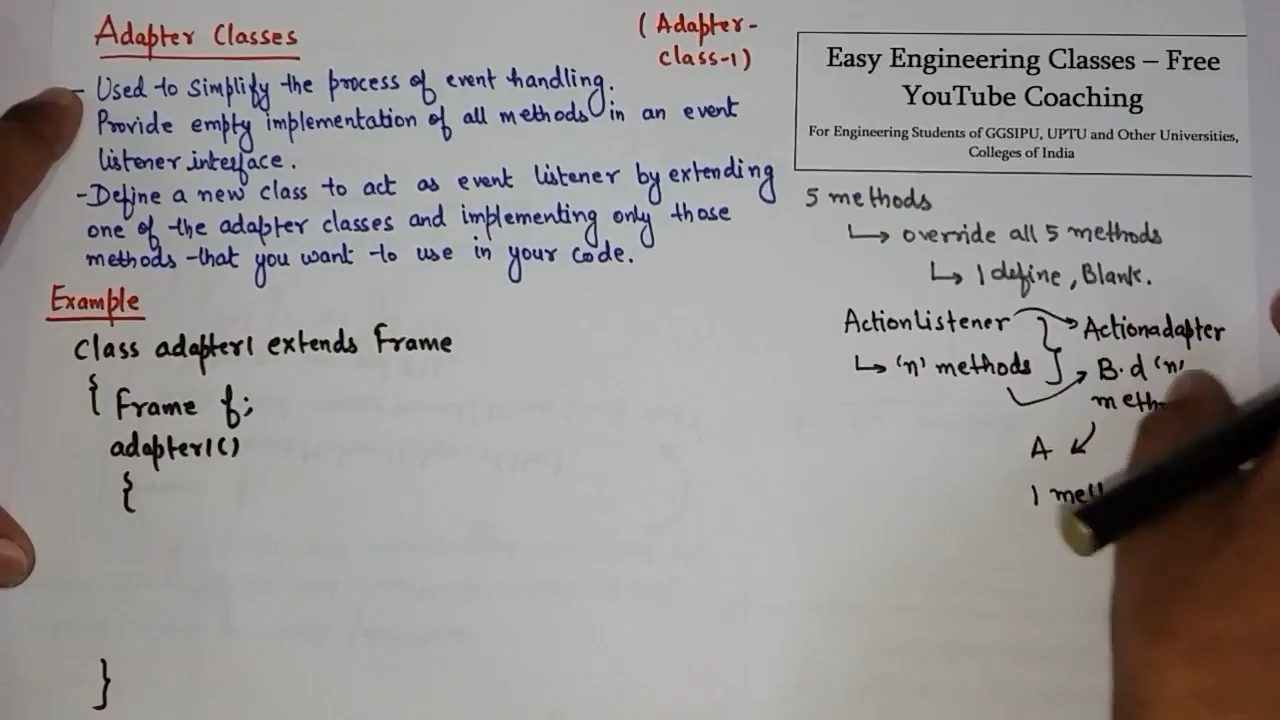 Adapter Classes
(Adapter-
class-1)
- Used to simplify the process of event handling.
Provide empty implementation of all methods in an event
listener interface.
- Define a new class to act as event listener by extending
one of the adapter classes and implementing only those
methods that you want to use in your code.
Example
Class adapter1 extends Frame
{ Frame f;
adapter1()
{
}
Easy Engineering Classes – Free
YouTube Coaching
For Engineering Students of GGSIPU, UPTU and Other Universities,
Colleges of India
5 methods
↳ override all 5 methods
↳ 1 define, Blank.
ActionListener → Actionadapter
↳ 'n' methods → B.d 'n'
A
1